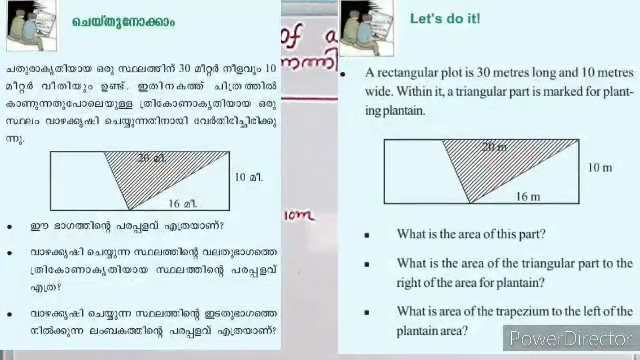 ചെയ്തുനോക്കാം
ചതുരാകൃതിയായ ഒരു സ്ഥലത്തിന് 30 മീറ്റർ നീളവും 10
മീറ്റർ വീതിയും ഉണ്ട്. ഇതിനകത്ത് ചിത്രത്തിൽ
കാണുന്നതുപോലെയുള്ള ത്രികോണാകൃതിയായ ഒരു
സ്ഥലം വാഴക്കൃഷി ചെയ്യുന്നതിനായി വേർതിരിച്ചിരിക്കു
ന്നു.
20 മീ.
10 മീ.
16 മീ.
• ഈ ഭാഗത്തിന്റെ പരപ്പളവ് എത്രയാണ്?
• വാഴക്കൃഷി ചെയ്യുന്ന സ്ഥലത്തിന്റെ വലതുഭാഗത്തെ
ത്രികോണാകൃതിയായ സ്ഥലത്തിന്റെ പരപ്പളവ്
എത്ര?
• വാഴക്കൃഷി ചെയ്യുന്ന സ്ഥലത്തിന്റെ ഇടതുഭാഗത്ത്
നിൽക്കുന്ന ലംബകത്തിന്റെ പരപ്പളവ് എത്രയാണ്?
of a
Let's do it!
• A rectangular plot is 30 metres long and 10 metres
wide. Within it, a triangular part is marked for plant-
ing plantain.
20 m
10 m
16 m
▪ What is the area of this part?
▪ What is the area of the triangular part to the
right of the area for plantain?
▪ What is area of the trapezium to the left of the
plantain area?
PowerDirector